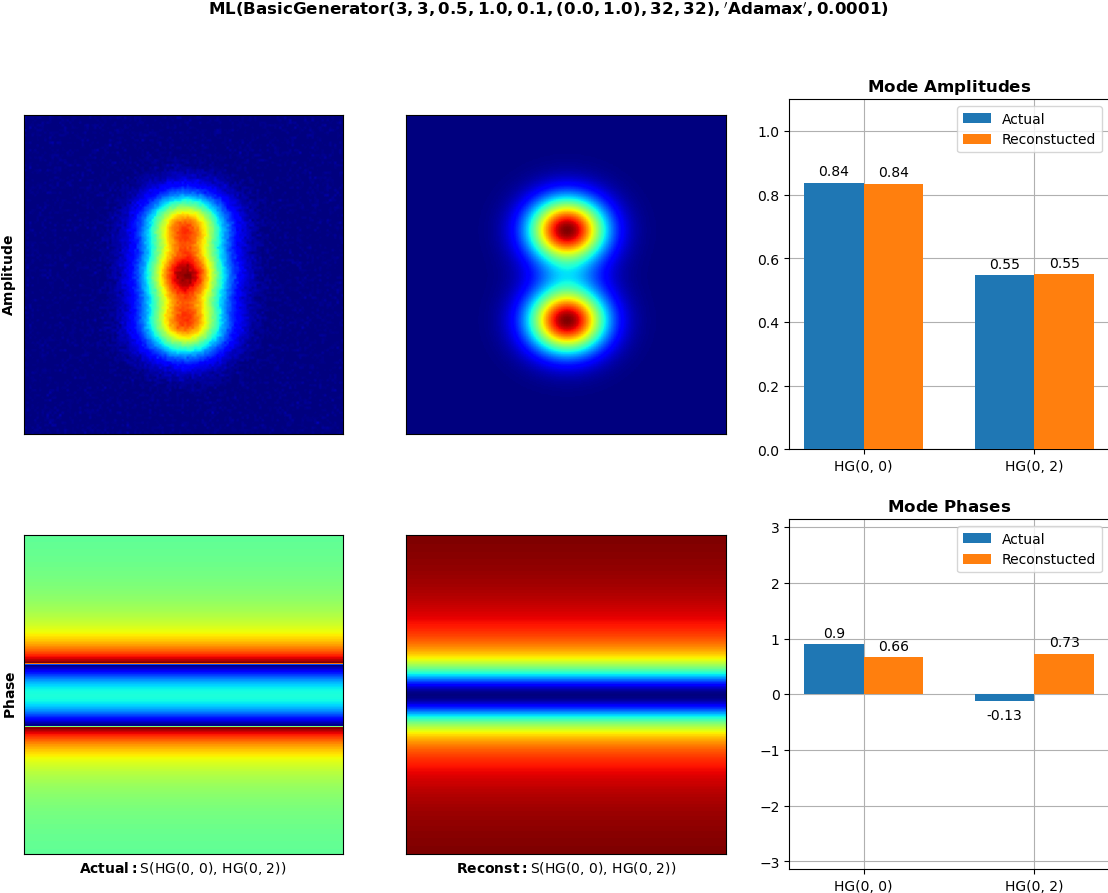 ML(BasicGenerator(3, 3, 0.5, 1.0, 0.1, (0.0, 1.0), 32, 32), ′Adamax′, 0.0001)
Amplitude
Mode Amplitudes
Actual
Reconstucted
1.0
0.8
0.6
0.4
0.2
0.0
0.84
0.84
0.55
0.55
HG(0, 0)
HG(0, 2)
Phase
Actual: S(HG(0, 0), HG(0, 2))
Reconst: S(HG(0, 0), HG(0, 2))
Mode Phases
Actual
Reconstucted
3
2
1
0
−1
−2
−3
0.9
0.66
-0.13
0.73
HG(0, 0)
HG(0, 2)